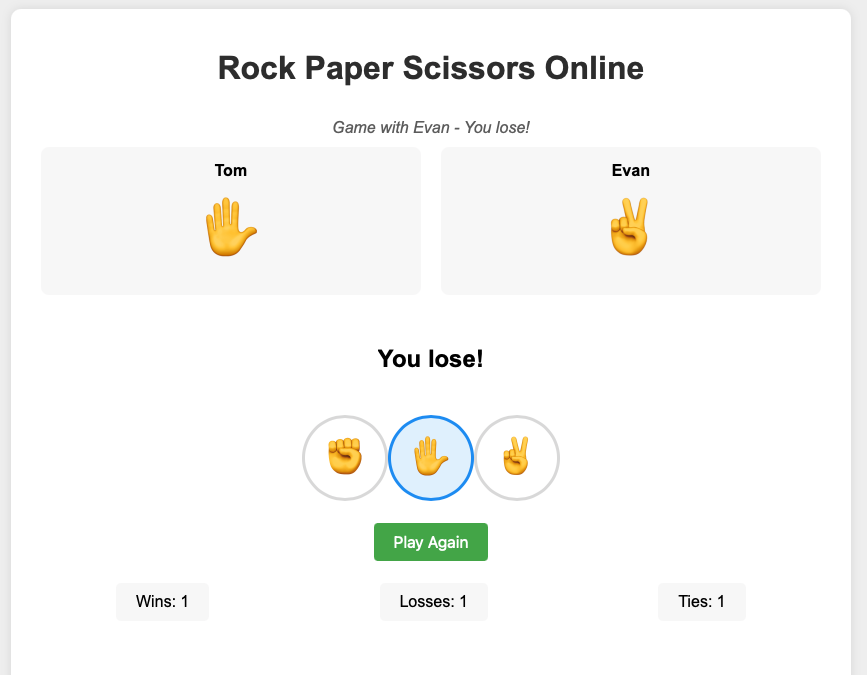 Rock Paper Scissors Online
Game with Evan - You lose!
Tom
Evan
You lose!
Play Again
Wins: 1
Losses: 1
Ties: 1